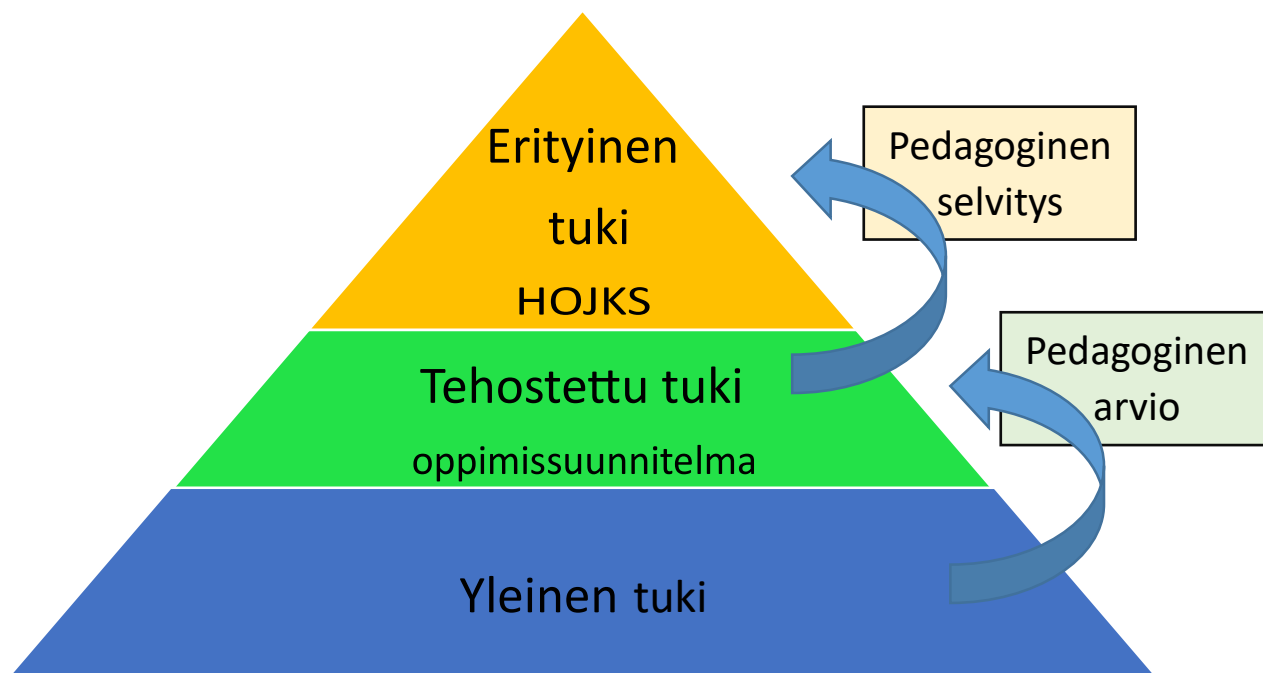 Erityinen
tuki
HOJKS
Pedagoginen
selvitys
Tehostettu tuki
oppimissuunnitelma
Pedagoginen
arvio
Yleinen tuki